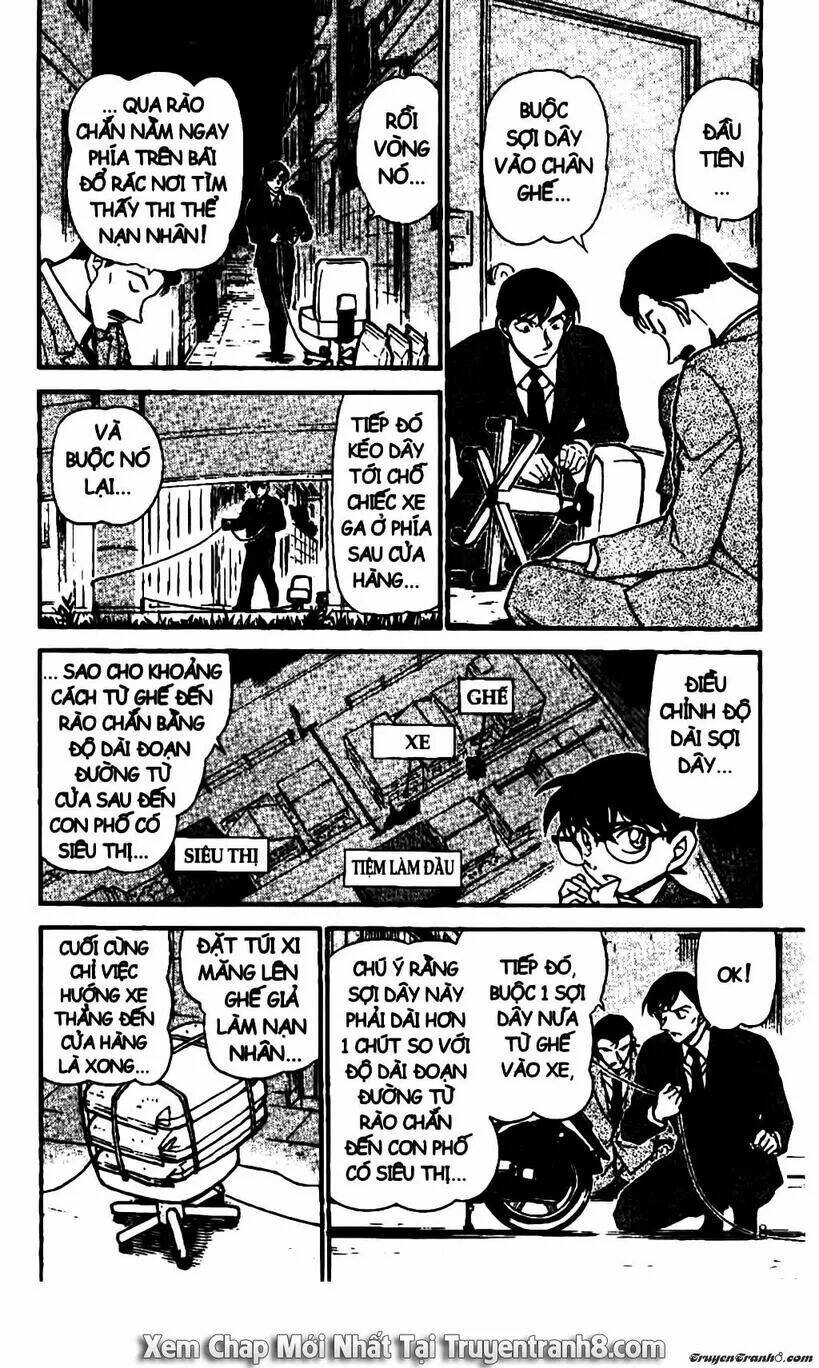 ĐẦU
TIÊN
...
BUỘC
SỢI DÂY
VÀO CHÂN
GHẾ...
RỒI
VÒNG
NÓ...
... QUA RÀO
CHẮN NẰM NGAY
PHÍA TRÊN BÃI
ĐỔ RÁC NƠI TÌM
THẤY THI THỂ
NẠN NHÂN!
TIẾP ĐÓ
KÉO DÂY
TỚI CHỖ
CHIẾC XE
GA Ở PHÍA
SAU CỬA
HÀNG...
VÀ
BUỘC NÓ
LẠI...
ĐIỀU
CHỈNH ĐỘ
DÀI SỢI
DÂY...
... SAO CHO KHOẢNG
CÁCH TỪ GHẾ ĐẾN
RÀO CHẮN BẰNG
ĐỘ DÀI ĐOẠN
ĐƯỜNG TỪ
CỬA SAU ĐẾN
CON PHỐ CÓ
SIÊU THỊ...
GHẾ
XE
SIÊU THỊ
TIỆM LÀM ĐẦU
OK!
TIẾP ĐÓ,
BUỘC 1 SỢI
DÂY NƯA
TỪ GHẾ
VÀO XE,
CHÚ Ý RẰNG
SỢI DÂY NÀY
PHẢI DÀI HƠN
1 CHÚT SO VỚI
ĐỘ DÀI ĐOẠN
ĐƯỜNG TỪ
RÀO CHẮN
ĐẾN CON PHỐ
CÓ SIÊU THỊ...
ĐẶT TÚI XI
MĂNG LÊN
GHẾ GIẢ
LÀM NẠN
NHÂN...
CUỐI CÙNG
CHỈ VIỆC
HƯỚNG XE
THẲNG ĐẾN
CỬA HÀNG
LÀ XONG...
Xem Chap Mới Nhất Tại Truyentranh8.com
TruyenTranh8.com